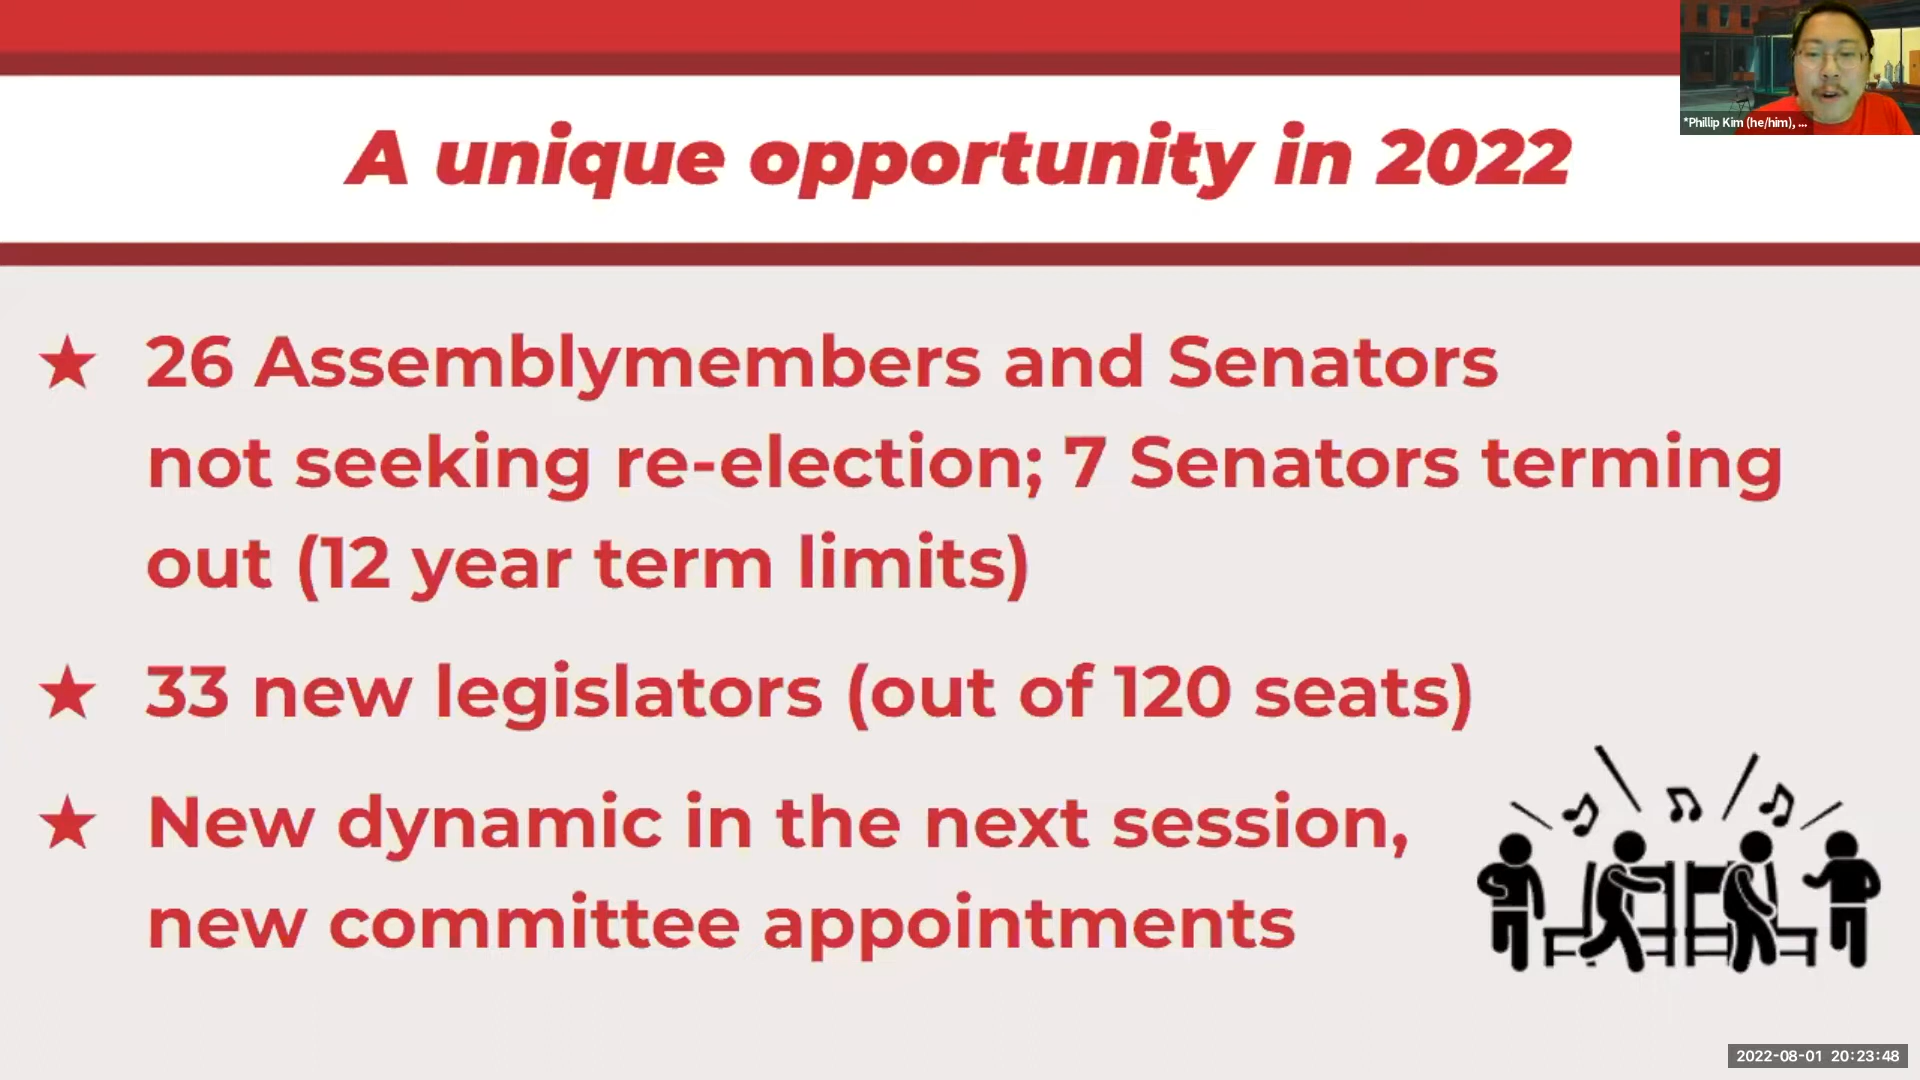 *Phillip Kim (he/him), ...
A unique opportunity in 2022
26 Assemblymembers and Senators
not seeking re-election; 7 Senators terming
out (12 year term limits)
33 new legislators (out of 120 seats)
New dynamic in the next session,
new committee appointments
2022-08-01 20:23:48